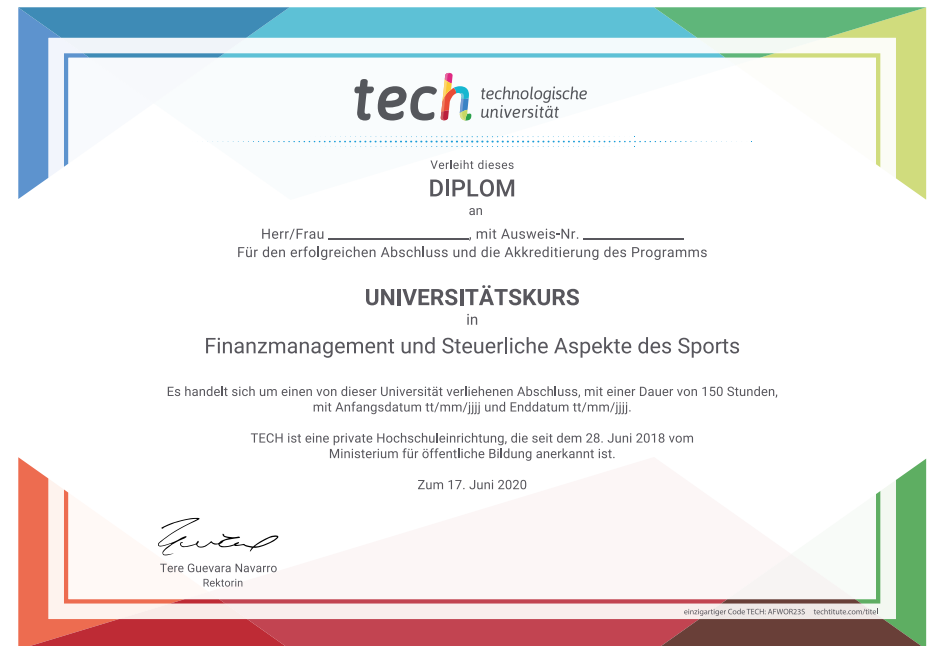 tech technologische
universität
Verleiht dieses
DIPLOM
an
Herr/Frau ____________________, mit Ausweis-Nr. ______________
Für den erfolgreichen Abschluss und die Akkreditierung des Programms
UNIVERSITÄTSKURS
in
Finanzmanagement und Steuerliche Aspekte des Sports
Es handelt sich um einen von dieser Universität verliehenen Abschluss, mit einer Dauer von 150 Stunden,
mit Anfangsdatum tt/mm/jjjj und Enddatum tt/mm/jjjj.
TECH ist eine private Hochschuleinrichtung, die seit dem 28. Juni 2018 vom
Ministerium für öffentliche Bildung anerkannt ist.
Zum 17. Juni 2020
Tere Guevara Navarro
Rektorin
einzigartiger Code TECH: AFWOR23S techtitute.com/titel